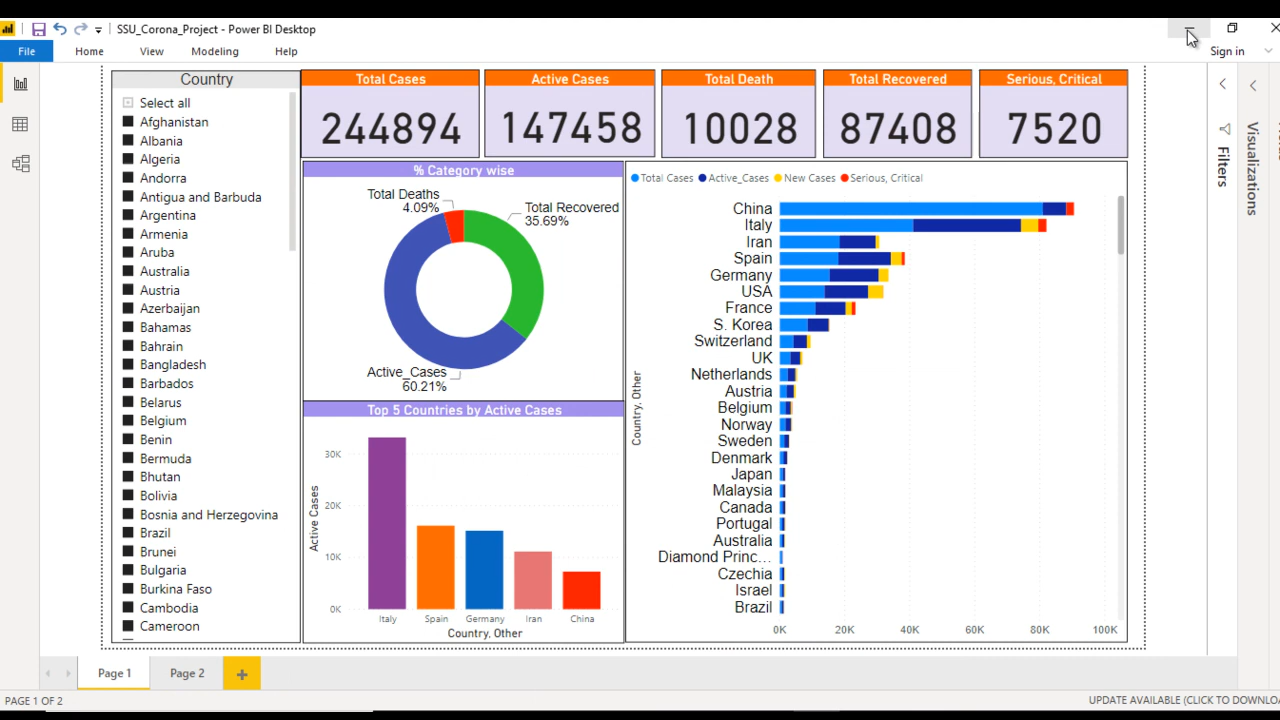 SSU_Corona_Project - Power BI Desktop
File Home View Modeling Help
Sign in
Country
Select all
Afghanistan
Albania
Algeria
Andorra
Antigua and Barbuda
Argentina
Armenia
Aruba
Australia
Austria
Azerbaijan
Bahamas
Bahrain
Bangladesh
Barbados
Belarus
Belgium
Benin
Bermuda
Bhutan
Bolivia
Bosnia and Herzegovina
Brazil
Brunei
Bulgaria
Burkina Faso
Cambodia
Cameroon
Total Cases
244894
Active Cases
147458
Total Death
10028
Total Recovered
87408
Serious, Critical
7520
% Category wise
Total Deaths
4.09%
Total Recovered
35.69%
Active_Cases
60.21%
Top 5 Countries by Active Cases
Active Cases
30K
20K
10K
0K
Italy Spain Germany Iran China
Country, Other
Total Cases Active_Cases New Cases Serious, Critical
Country, Other
China
Italy
Iran
Spain
Germany
USA
France
S. Korea
Switzerland
UK
Netherlands
Austria
Belgium
Norway
Sweden
Denmark
Japan
Malaysia
Canada
Portugal
Australia
Diamond Princ...
Czechia
Israel
Brazil
0K 20K 40K 60K 80K 100K
Filters
Visualizations
Page 1 Page 2
PAGE 1 OF 2
UPDATE AVAILABLE (CLICK TO DOWNLO